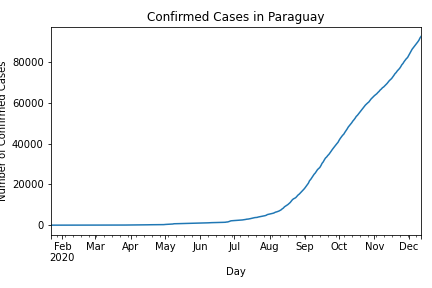 Confirmed Cases in Paraguay
Number of Confirmed Cases
80000
60000
40000
20000
0
Feb Mar Apr May Jun Jul Aug Sep Oct Nov Dec
2020
Day